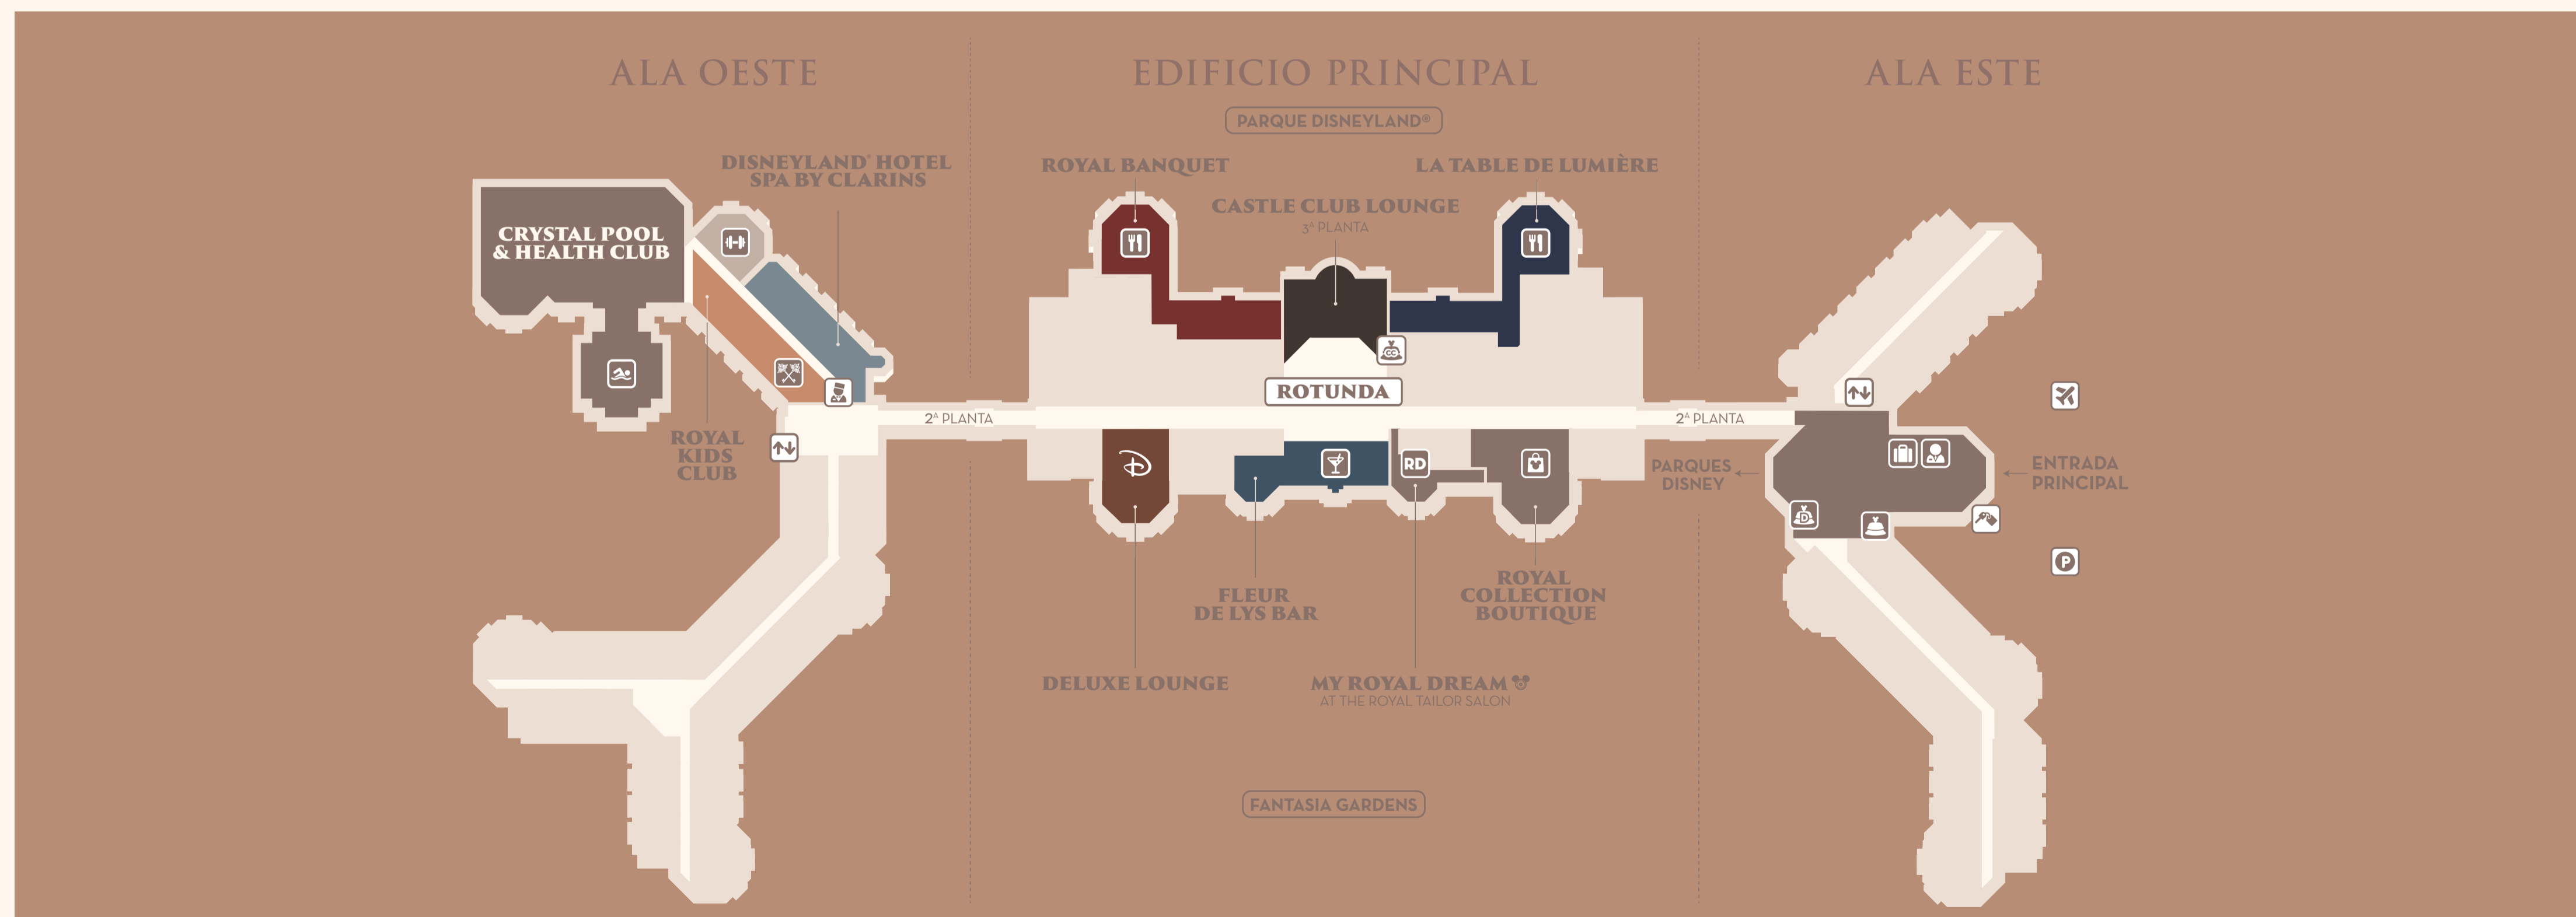 ALA OESTE
EDIFICIO PRINCIPAL
ALA ESTE
PARQUE DISNEYLAND®
DISNEYLAND® HOTEL
SPA BY CLARINS
ROYAL BANQUET
LA TABLE DE LUMIÈRE
CASTLE CLUB LOUNGE
3ᴬ PLANTA
CRYSTAL POOL
& HEALTH CLUB
CC
ROTUNDA
2ᴬ PLANTA
2ᴬ PLANTA
ROYAL
KIDS
CLUB
D
RD
PARQUES
DISNEY
ENTRADA
PRINCIPAL
D
P
FLEUR
DE LYS BAR
ROYAL
COLLECTION
BOUTIQUE
DELUXE LOUNGE
MY ROYAL DREAM
AT THE ROYAL TAILOR SALON
FANTASIA GARDENS